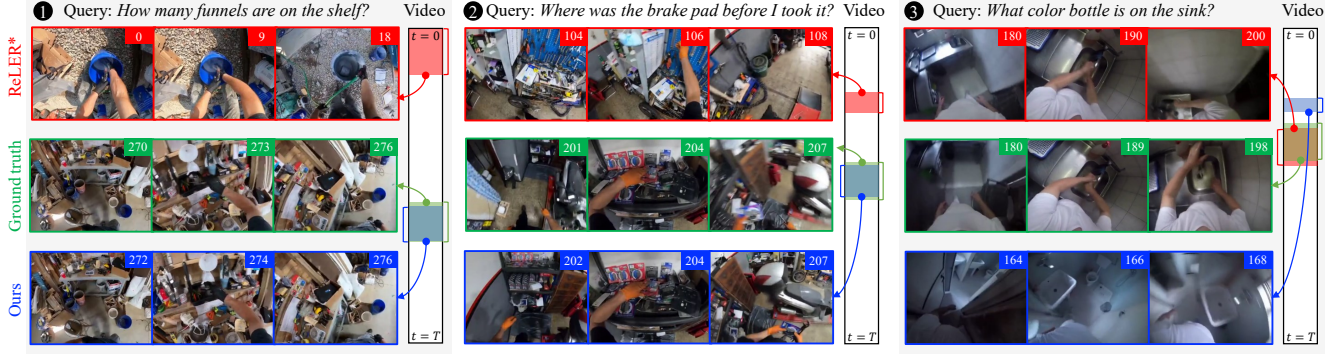 1 Query: How many funnels are on the shelf? Video
ReLER* 0 9 18 t = 0
Ground truth 270 273 276
Ours 272 274 276 t = T
2 Query: Where was the brake pad before I took it? Video
104 106 108 t = 0
201 204 207
202 204 207 t = T
3 Query: What color bottle is on the sink? Video
180 190 200 t = 0
180 189 198
164 166 168 t = T